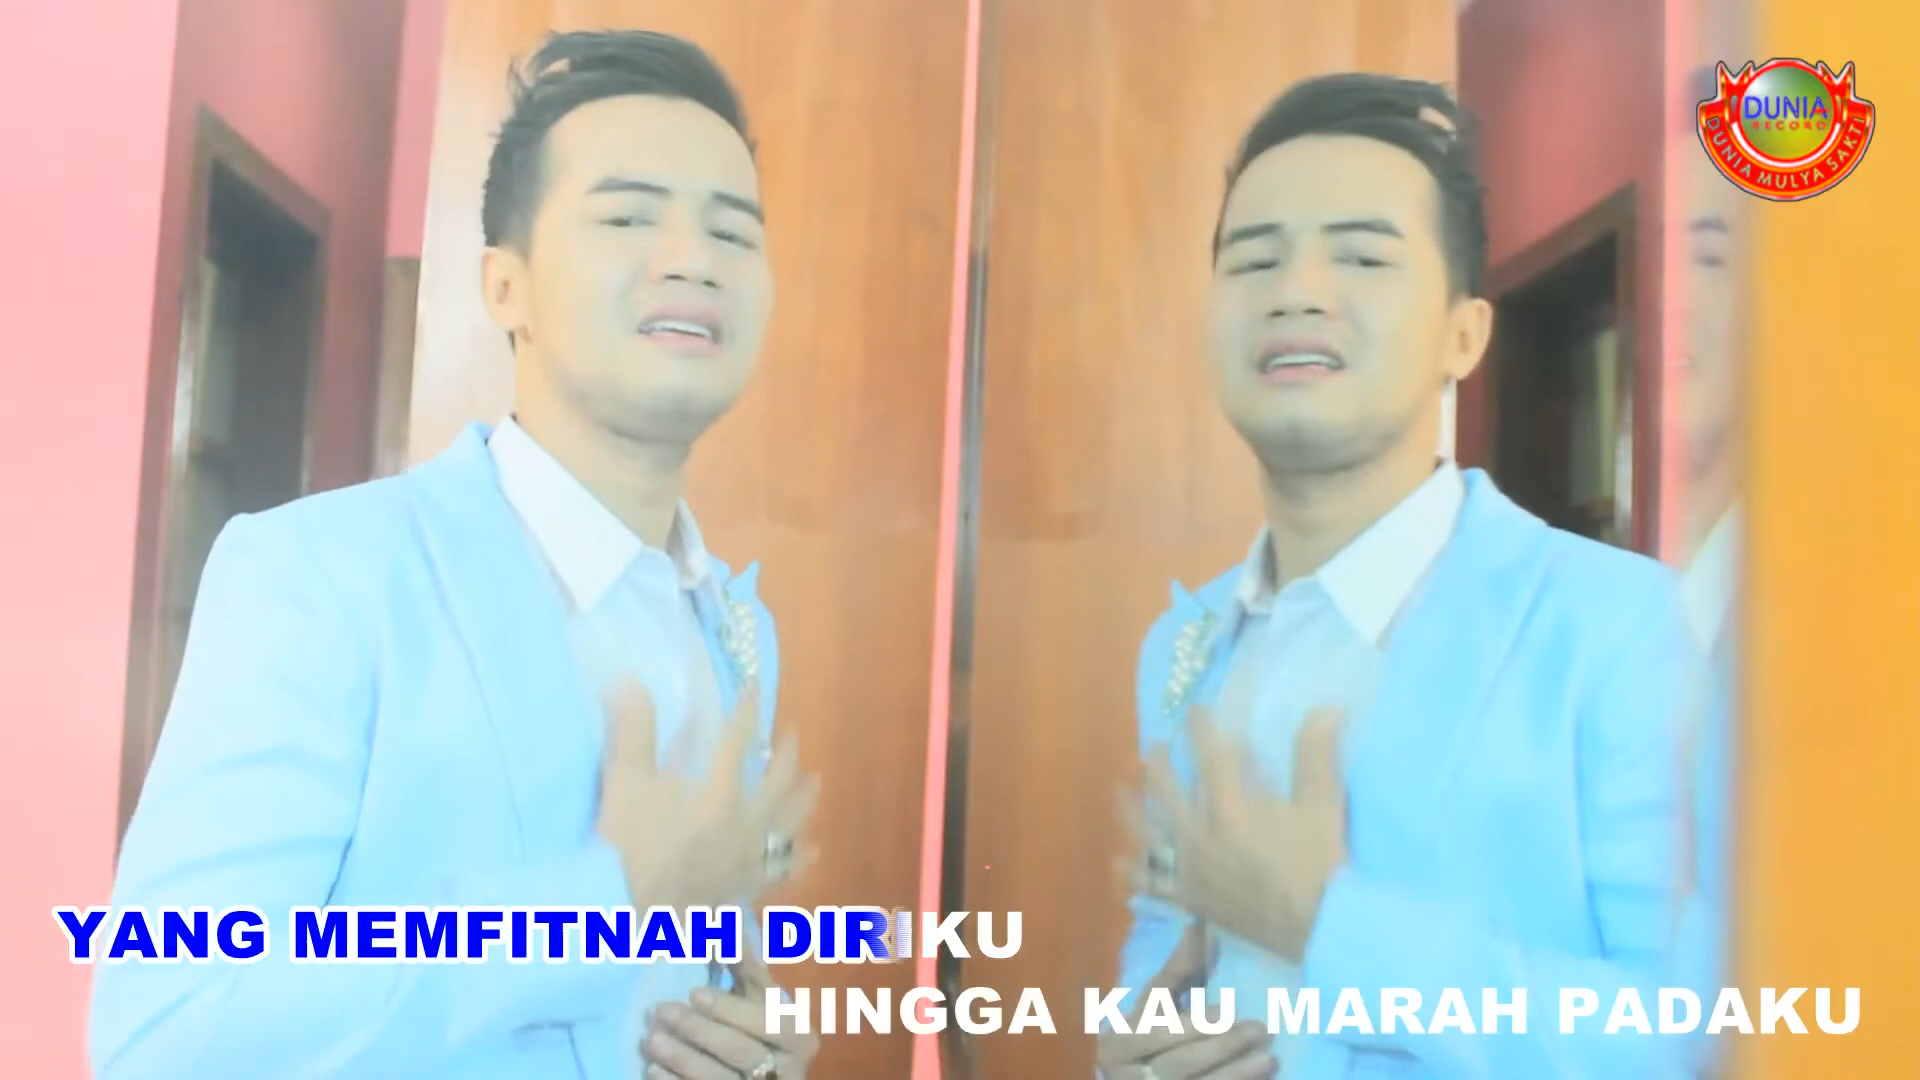 DUNIA
RECORD
DUNIA MULYA SAKTI
YANG MEMFITNAH DIRIKU
HINGGA KAU MARAH PADAKU